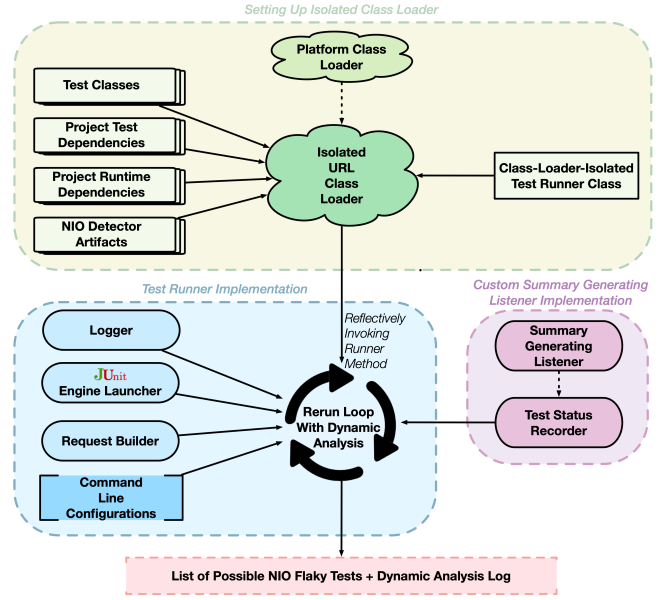 Setting Up Isolated Class Loader
Platform Class
Loader
Test Classes
Project Test
Dependencies
Project Runtime
Dependencies
NIO Detector
Artifacts
Isolated
URL
Class
Loader
Class-Loader-Isolated
Test Runner Class
Test Runner Implementation
Custom Summary Generating
Listener Implementation
Reflectively
Invoking
Runner
Method
Logger
JUnit
Engine Launcher
Request Builder
Command
Line
Configurations
Rerun Loop
With Dynamic
Analysis
Summary
Generating
Listener
Test Status
Recorder
List of Possible NIO Flaky Tests + Dynamic Analysis Log